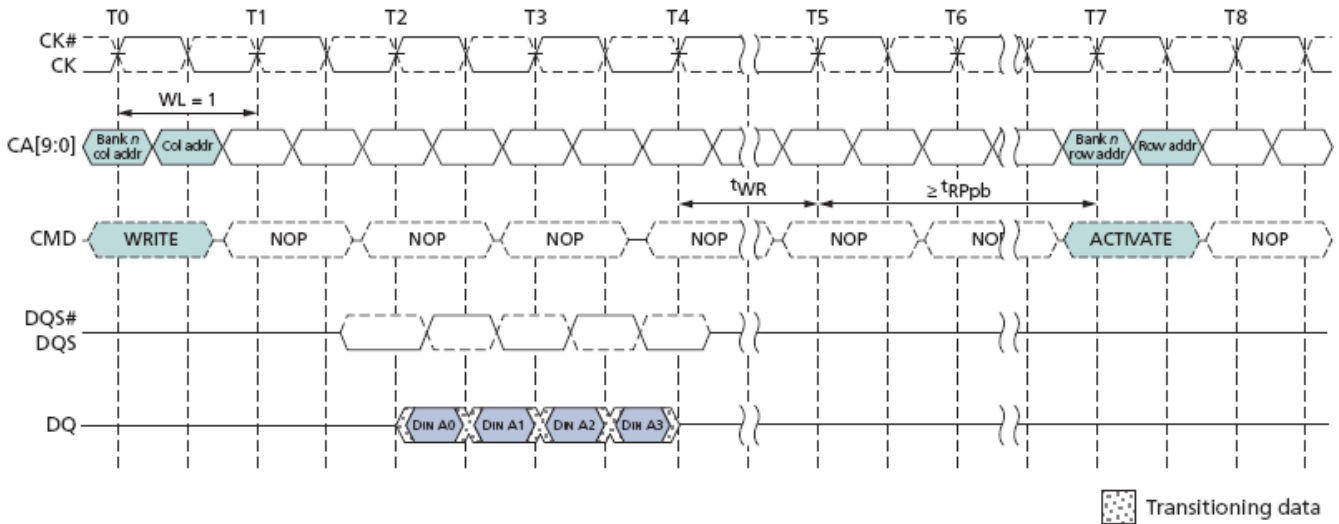 T0 T1 T2 T3 T4 T5 T6 T7 T8
CK#
CK
WL = 1
CA[9:0] Bank n col addr Col addr Bank n row addr Row addr
tWR ≥ tRPpb
CMD WRITE NOP NOP NOP NOP NOP NOP ACTIVATE NOP
DQS#
DQS
DQ DIN A0 DIN A1 DIN A2 DIN A3
Transitioning data